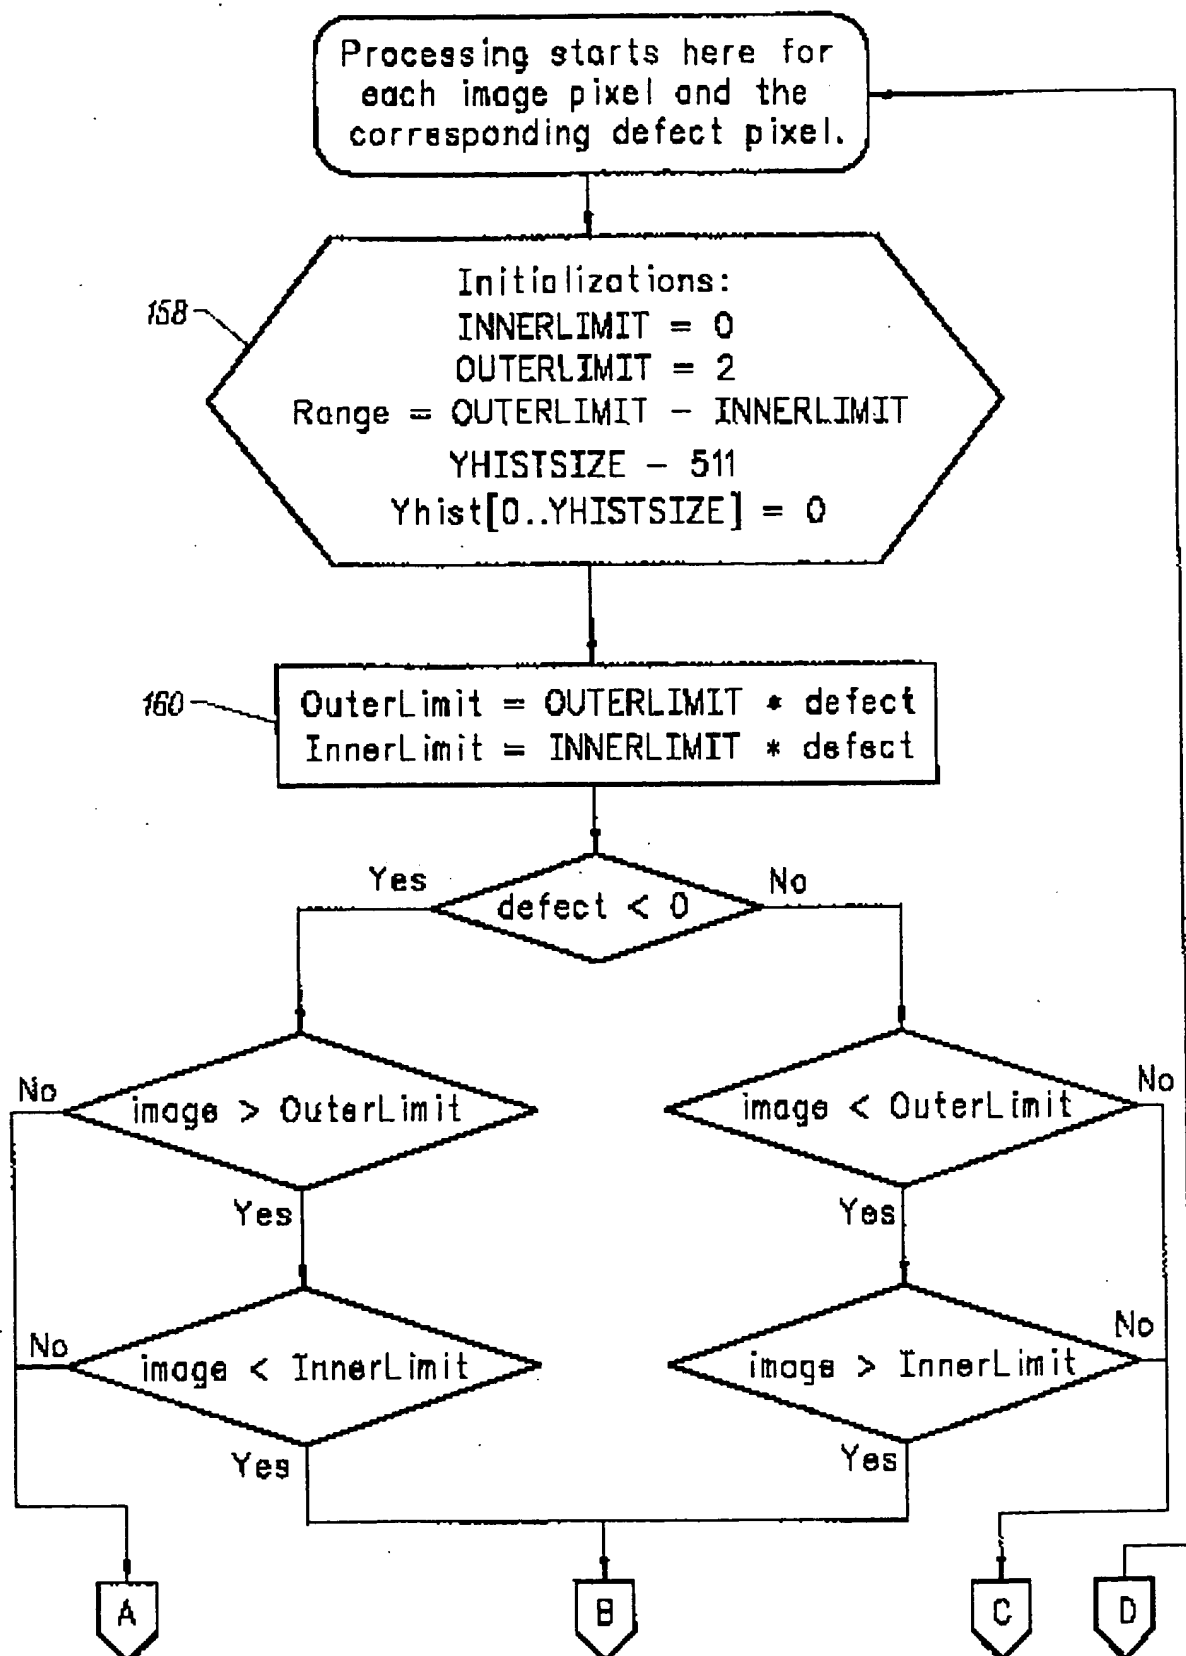 Processing starts here for
each image pixel and the
corresponding defect pixel.
158
Initializations:
INNERLIMIT = 0
OUTERLIMIT = 2
Range = OUTERLIMIT - INNERLIMIT
YHISTSIZE - 511
Yhist[0..YHISTSIZE] = 0
160
OuterLimit = OUTERLIMIT * defect
InnerLimit = INNERLIMIT * defect
Yes
defect < 0
No
No
image > OuterLimit
image < OuterLimit
No
Yes
Yes
No
image < InnerLimit
image > InnerLimit
No
Yes
Yes
A
B
C
D